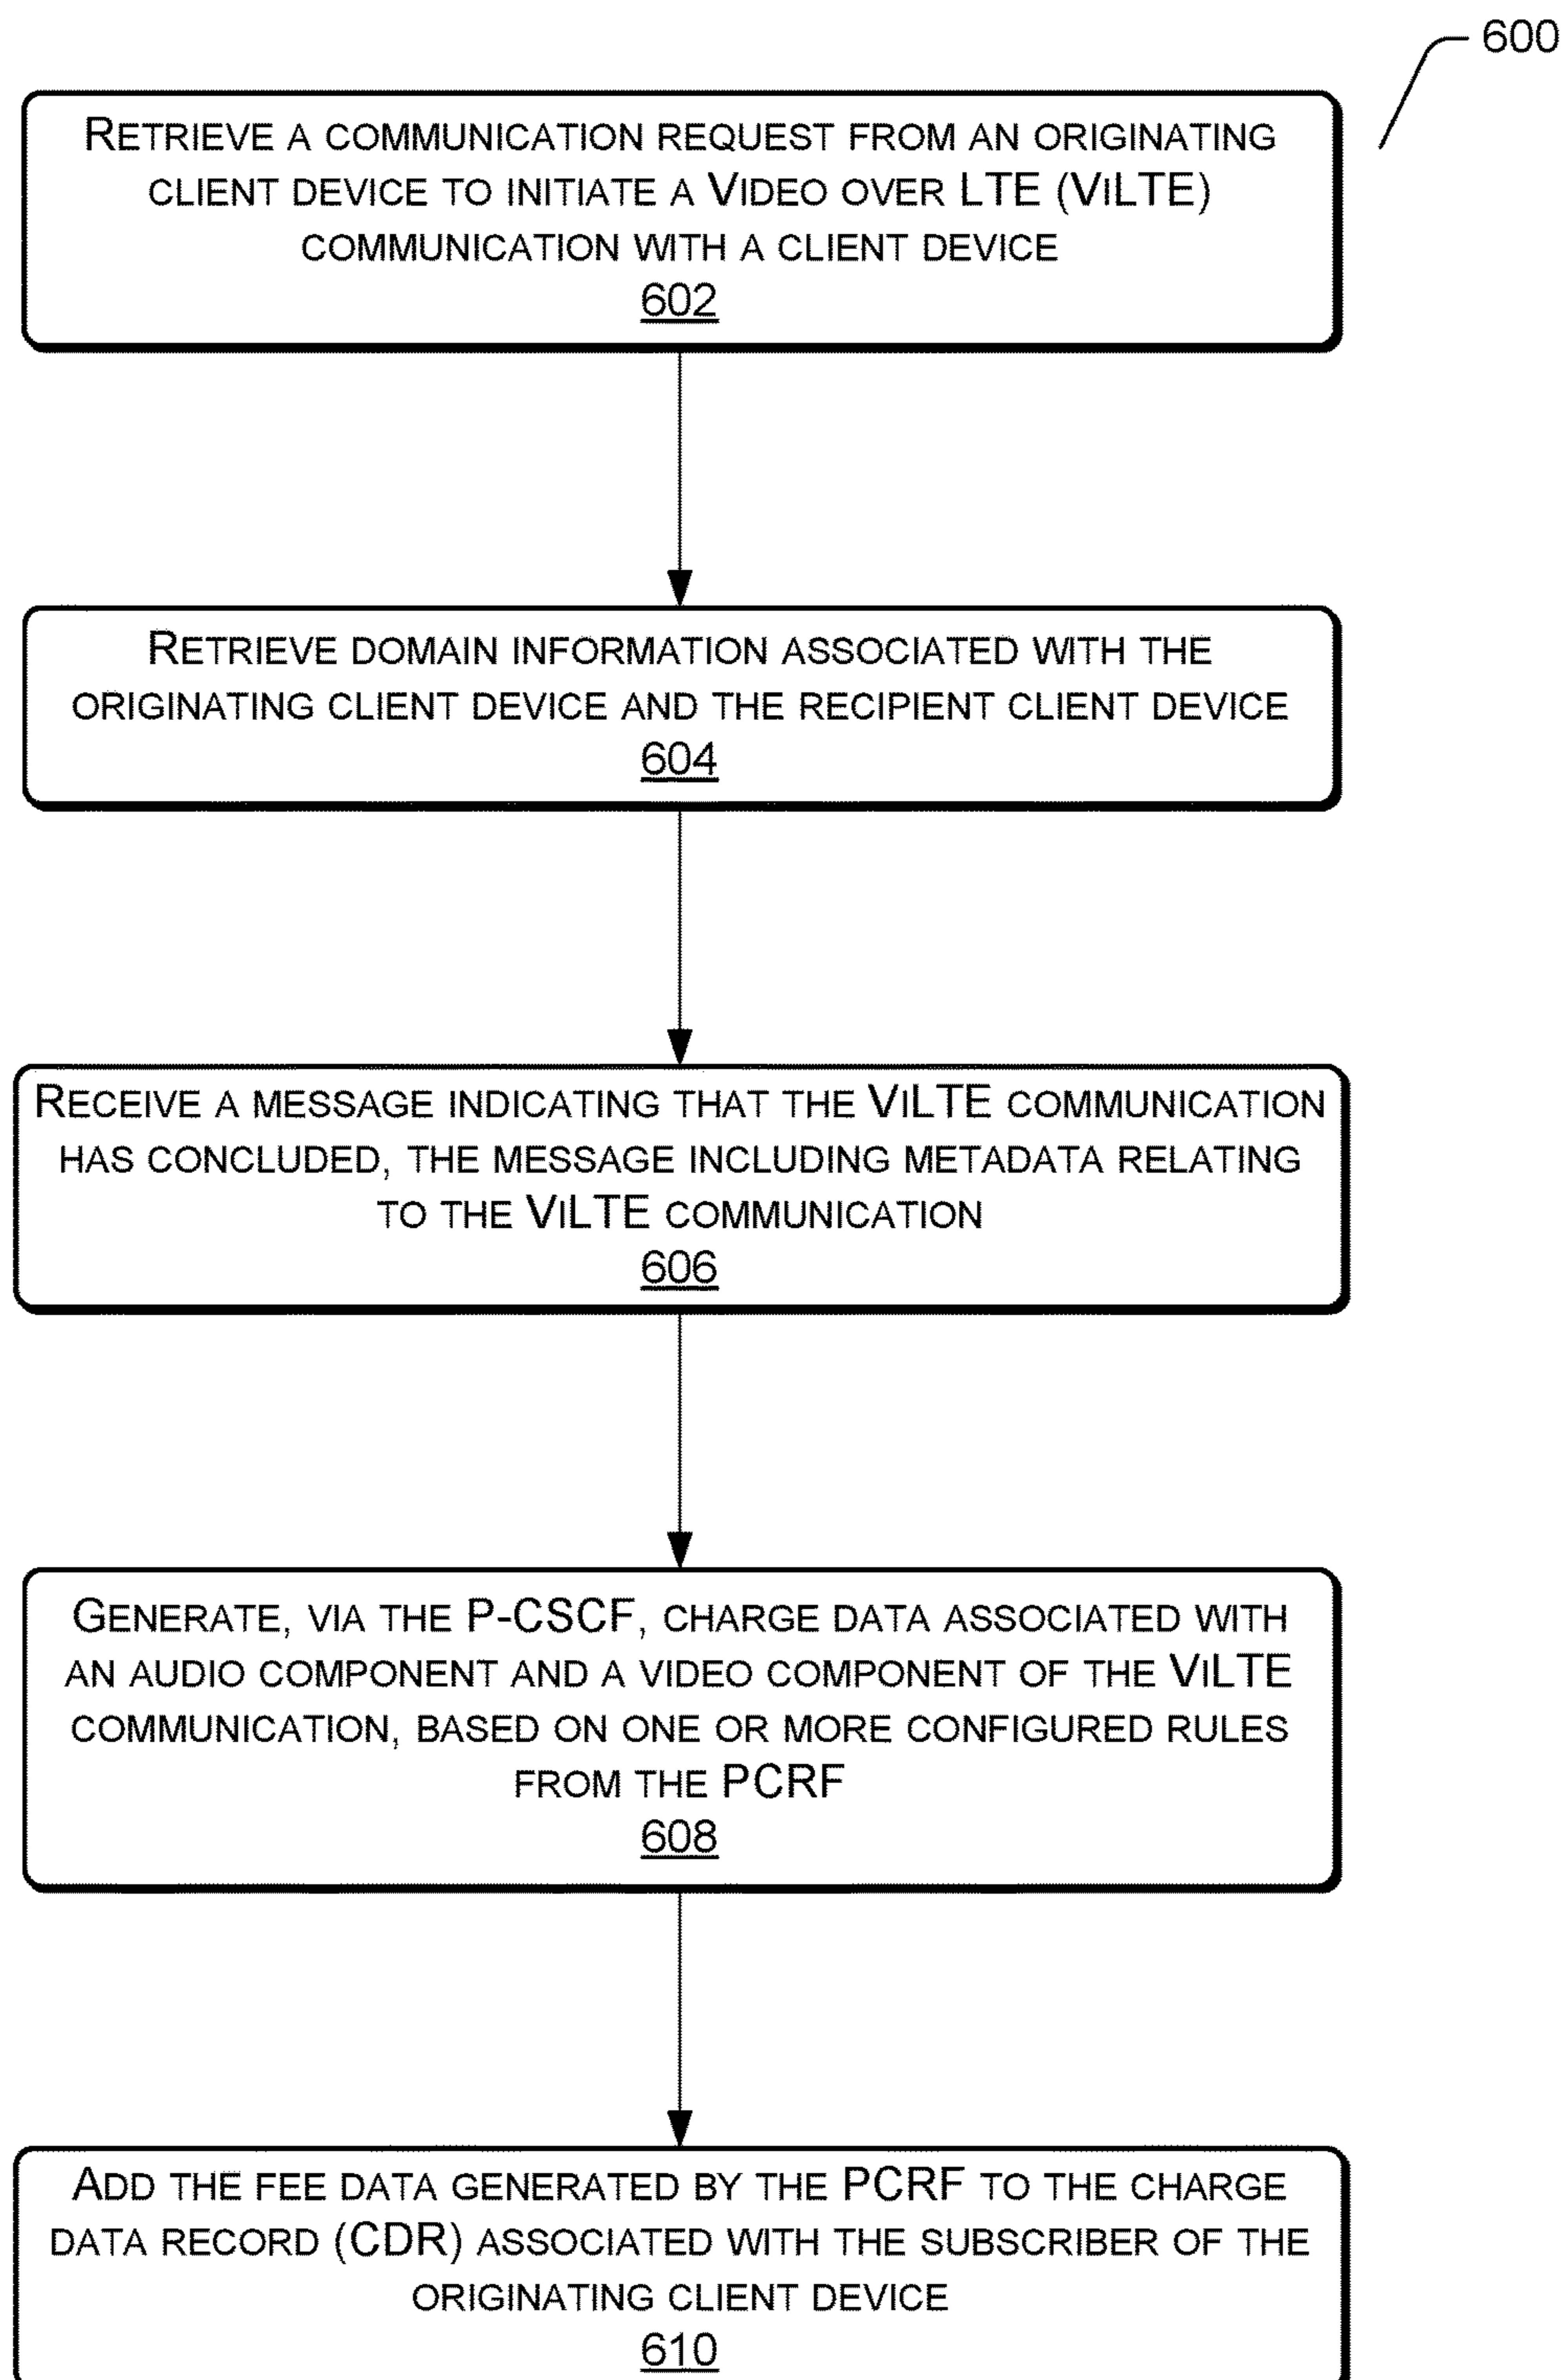 600
RETRIEVE A COMMUNICATION REQUEST FROM AN ORIGINATING
CLIENT DEVICE TO INITIATE A VIDEO OVER LTE (VILTE)
COMMUNICATION WITH A CLIENT DEVICE
602
RETRIEVE DOMAIN INFORMATION ASSOCIATED WITH THE
ORIGINATING CLIENT DEVICE AND THE RECIPIENT CLIENT DEVICE
604
RECEIVE A MESSAGE INDICATING THAT THE VILTE COMMUNICATION
HAS CONCLUDED, THE MESSAGE INCLUDING METADATA RELATING
TO THE VILTE COMMUNICATION
606
GENERATE, VIA THE P-CSCF, CHARGE DATA ASSOCIATED WITH
AN AUDIO COMPONENT AND A VIDEO COMPONENT OF THE VILTE
COMMUNICATION, BASED ON ONE OR MORE CONFIGURED RULES
FROM THE PCRF
608
ADD THE FEE DATA GENERATED BY THE PCRF TO THE CHARGE
DATA RECORD (CDR) ASSOCIATED WITH THE SUBSCRIBER OF THE
ORIGINATING CLIENT DEVICE
610